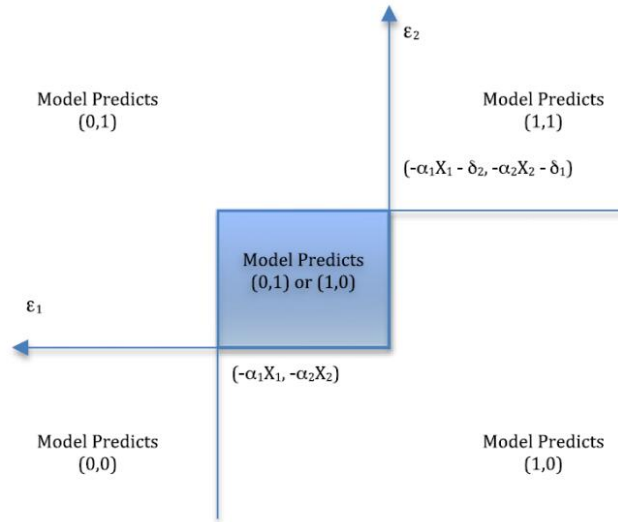 ε₂
Model Predicts
(0,1)
Model Predicts
(1,1)
(-α₁X₁ - δ₂, -α₂X₂ - δ₁)
Model Predicts
(0,1) or (1,0)
ε₁
(-α₁X₁, -α₂X₂)
Model Predicts
(0,0)
Model Predicts
(1,0)